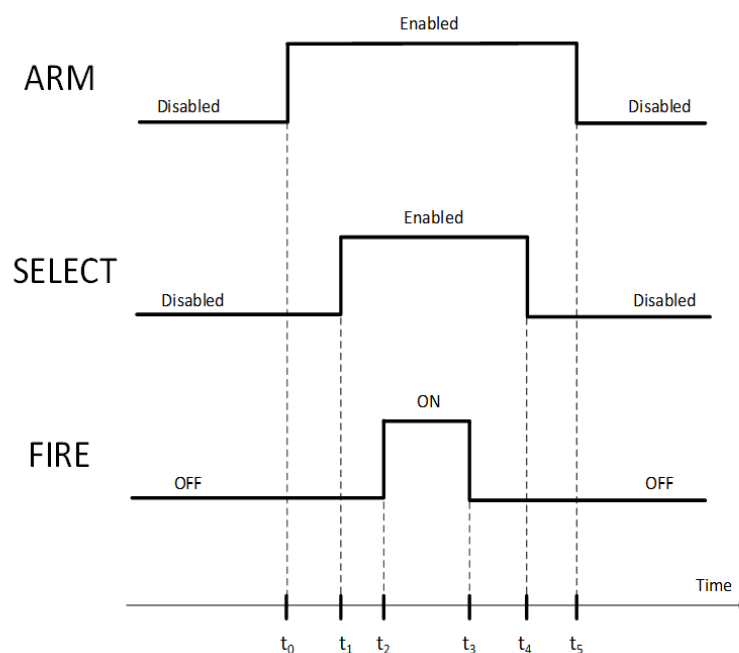 Enabled
ARM
Disabled
Disabled
Enabled
SELECT
Disabled
Disabled
ON
FIRE
OFF
OFF
Time
t₀ t₁ t₂ t₃ t₄ t₅